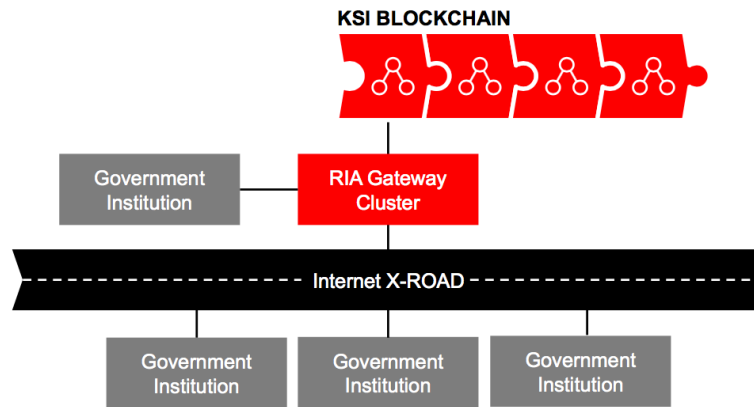 KSI BLOCKCHAIN
Government
Institution
RIA Gateway
Cluster
Internet X-ROAD
Government
Institution
Government
Institution
Government
Institution